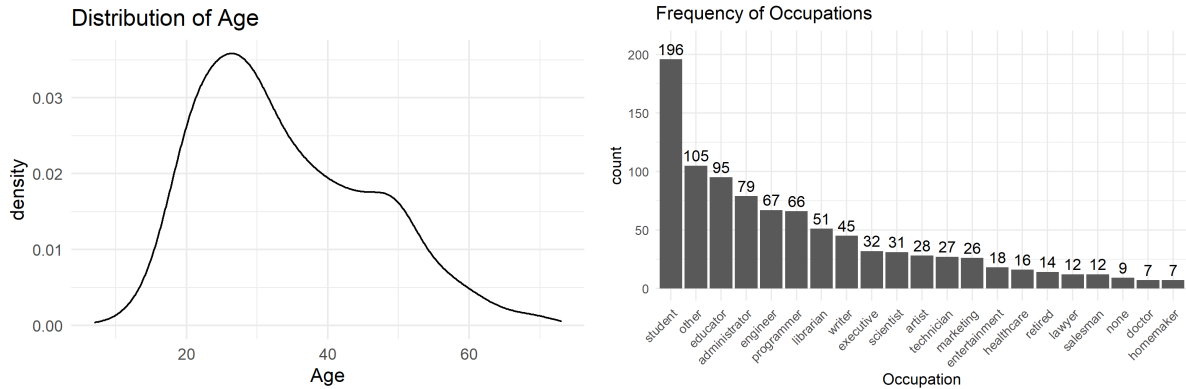 Distribution of Age
density
0.03
0.02
0.01
0.00
20 40 60
Age
Frequency of Occupations
count
200
150
100
50
0
196 105 95 79 67 66 51 45 32 31 28 27 26 18 16 14 12 12 9 7 7
student other educator administrator engineer programmer librarian writer executive scientist artist technician marketing entertainment healthcare retired lawyer salesman none doctor homemaker
Occupation